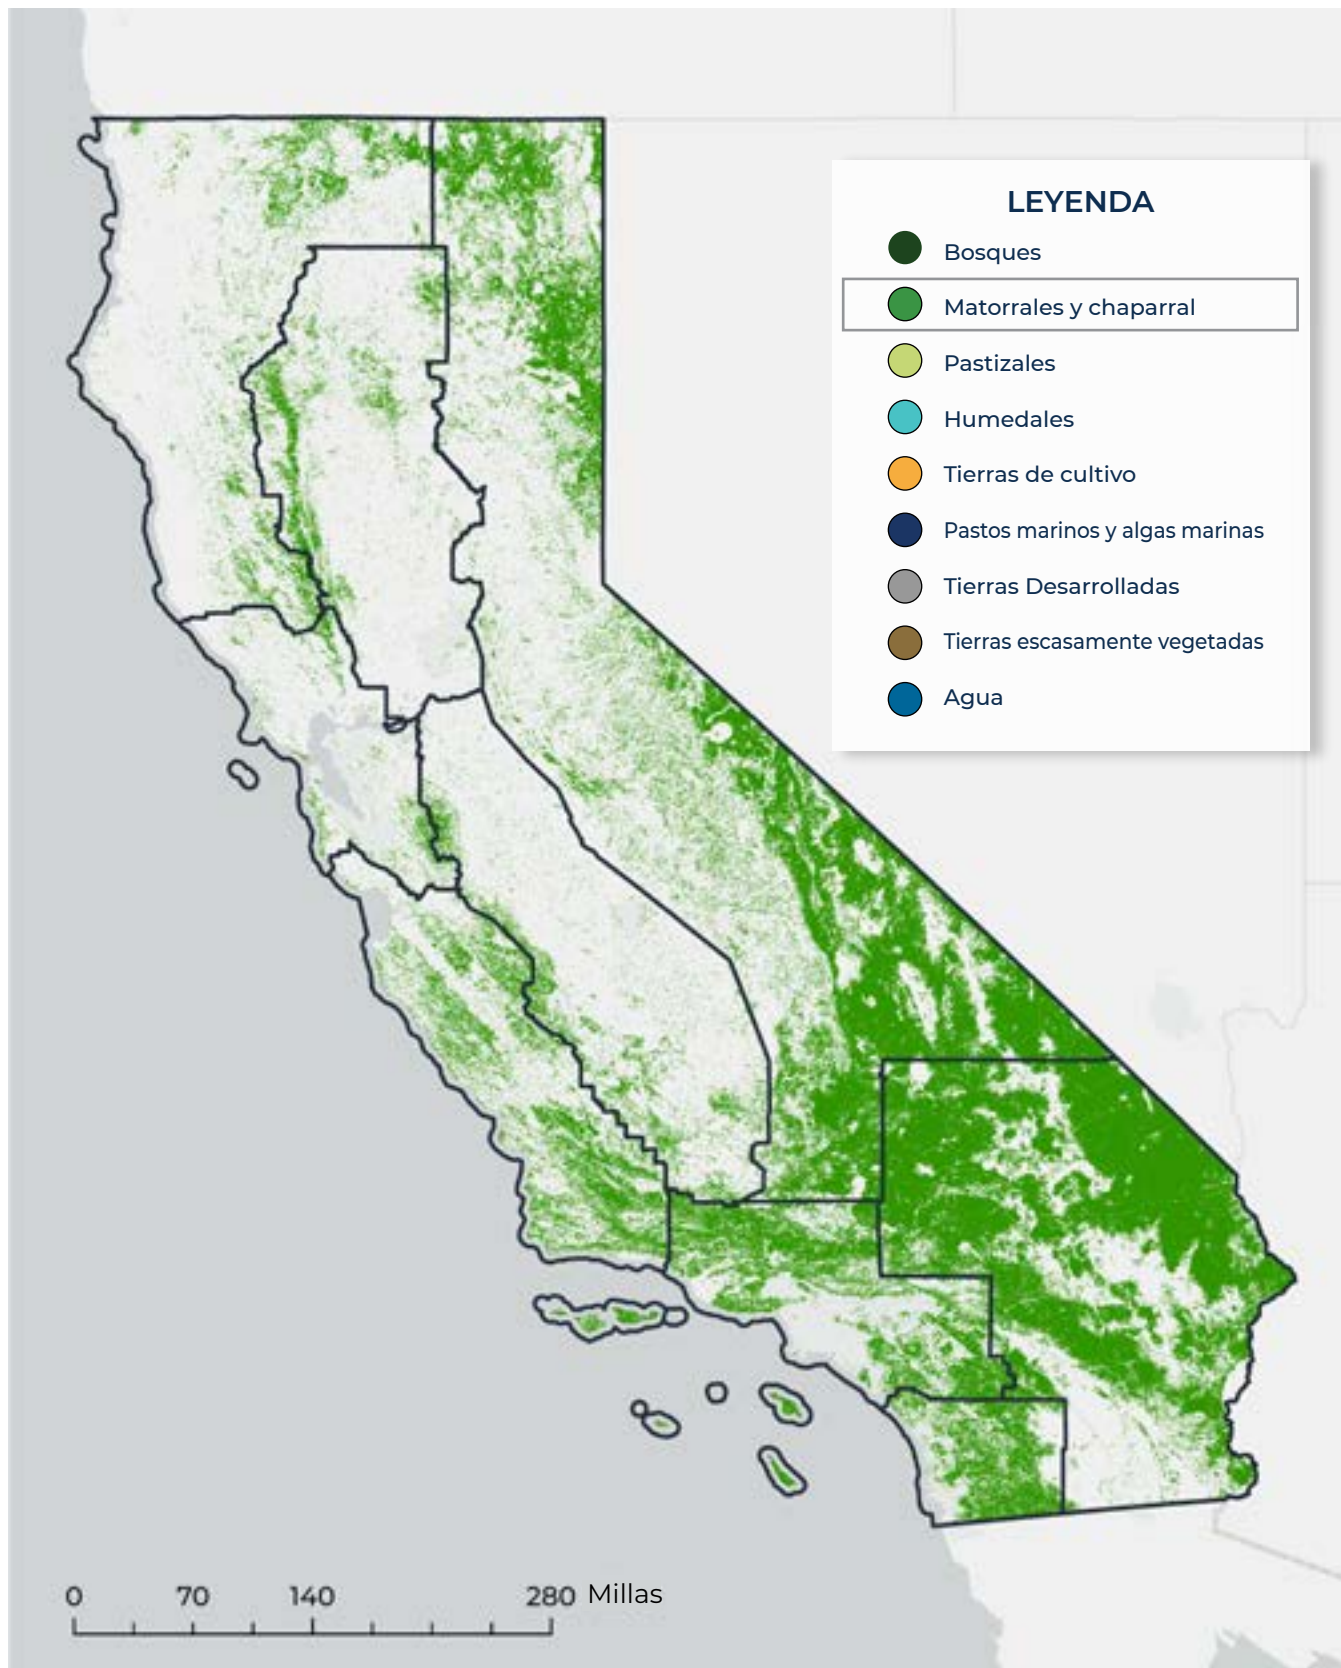 LEYENDA
Bosques
Matorrales y chaparral
Pastizales
Humedales
Tierras de cultivo
Pastos marinos y algas marinas
Tierras Desarrolladas
Tierras escasamente vegetadas
Agua
0 70 140 280 Millas